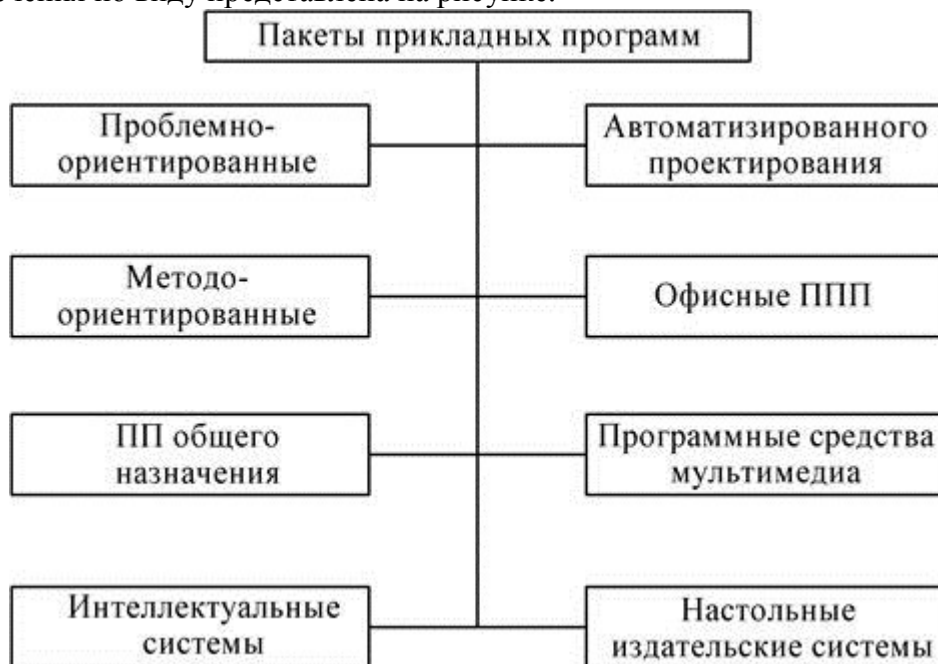 виду представлена на рисунке.
Пакеты прикладных программ
Проблемно-
ориентированные
Автоматизированного
проектирования
Методо-
ориентированные
Офисные ППП
ПП общего
назначения
Программные средства
мультимедиа
Интеллектуальные
системы
Настольные
издательские системы